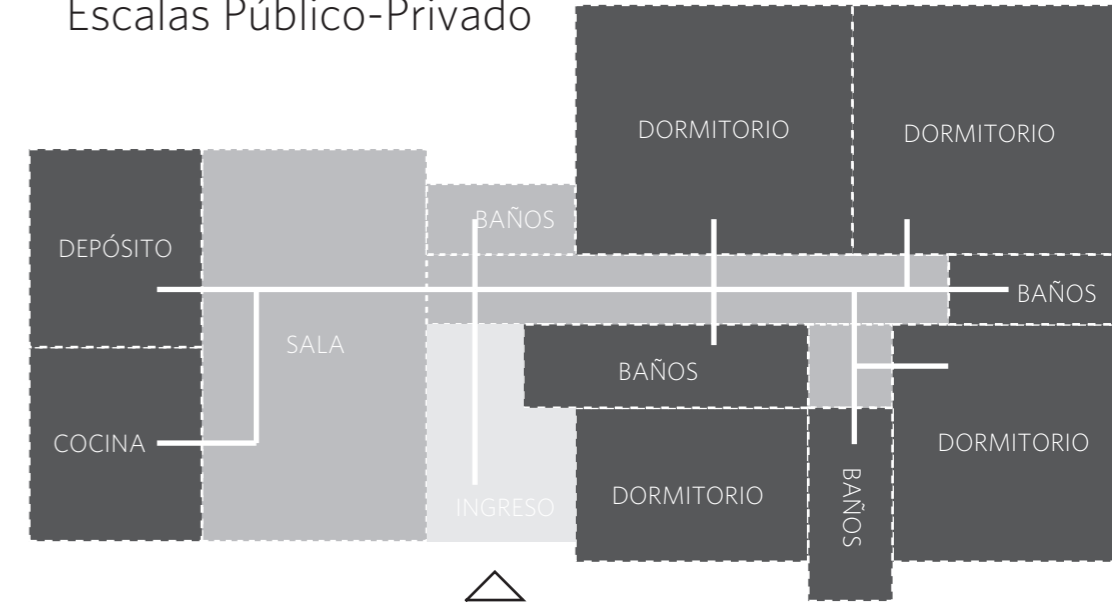 Escalas Público-Privado
DORMITORIO
DORMITORIO
BAÑOS
DEPÓSITO
BAÑOS
SALA
BAÑOS
COCINA
DORMITORIO
DORMITORIO
BAÑOS
INGRESO